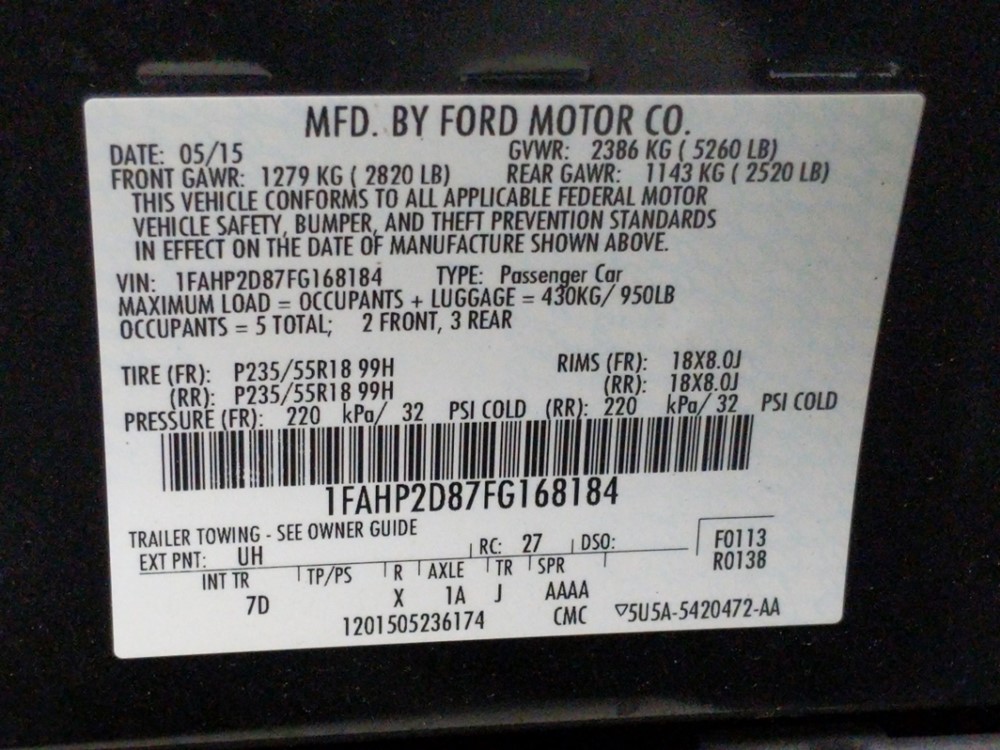 MFD. BY FORD MOTOR CO.
DATE: 05/15 GVWR: 2386 KG ( 5260 LB)
FRONT GAWR: 1279 KG ( 2820 LB) REAR GAWR: 1143 KG ( 2520 LB)
THIS VEHICLE CONFORMS TO ALL APPLICABLE FEDERAL MOTOR
VEHICLE SAFETY, BUMPER, AND THEFT PREVENTION STANDARDS
IN EFFECT ON THE DATE OF MANUFACTURE SHOWN ABOVE.
VIN: 1FAHP2D87FG168184 TYPE: Passenger Car
MAXIMUM LOAD = OCCUPANTS + LUGGAGE = 430KG/ 950LB
OCCUPANTS = 5 TOTAL; 2 FRONT, 3 REAR
TIRE (FR): P235/55R18 99H RIMS (FR): 18X8.0J
(RR): P235/55R18 99H (RR): 18X8.0J
PRESSURE (FR): 220 kPa/ 32 PSI COLD (RR): 220 kPa/ 32 PSI COLD
1FAHP2D87FG168184
TRAILER TOWING - SEE OWNER GUIDE
EXT PNT: UH RC: 27 DSO: F0113
R0138
INT TR TP/PS R AXLE TR SPR
7D X 1A J AAAA
1201505236174 CMC ▽5U5A-5420472-AA